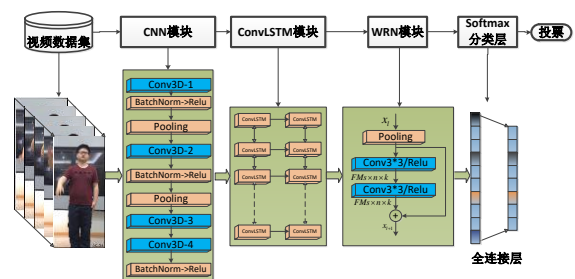 视频数据集
CNN模块
ConvLSTM模块
WRN模块
Softmax
分类层
投票
Conv3D-1
BatchNorm->Relu
Pooling
Conv3D-2
BatchNorm->Relu
Pooling
Conv3D-3
Conv3D-4
BatchNorm->Relu
ConvLSTM ConvLSTM
ConvLSTM ConvLSTM
ConvLSTM ConvLSTM
ConvLSTM ConvLSTM
x_l
Pooling
Conv3*3/Relu
FMs×n×k
Conv3*3/Relu
FMs×n×k
x_{l+1}
全连接层